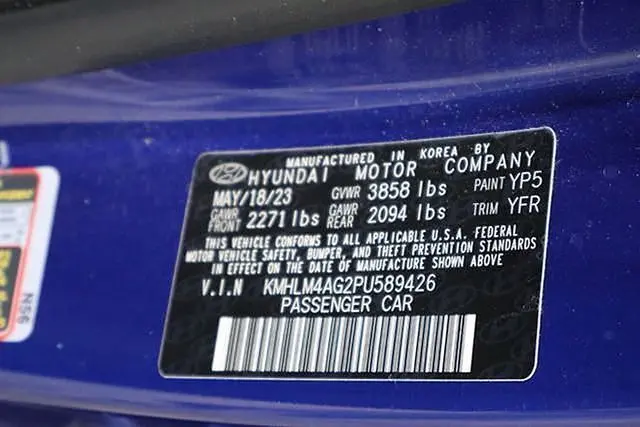 MANUFACTURED IN KOREA BY
HYUNDAI MOTOR COMPANY
MAY/18/23 GVWR 3858 lbs PAINT YP5
GAWR FRONT 2271 lbs GAWR REAR 2094 lbs TRIM YFR
THIS VEHICLE CONFORMS TO ALL APPLICABLE U.S.A. FEDERAL
MOTOR VEHICLE SAFETY, BUMPER, AND THEFT PREVENTION STANDARDS
IN EFFECT ON THE DATE OF MANUFACTURE SHOWN ABOVE
V.I.N KMHLM4AG2PU589426
PASSENGER CAR
N56